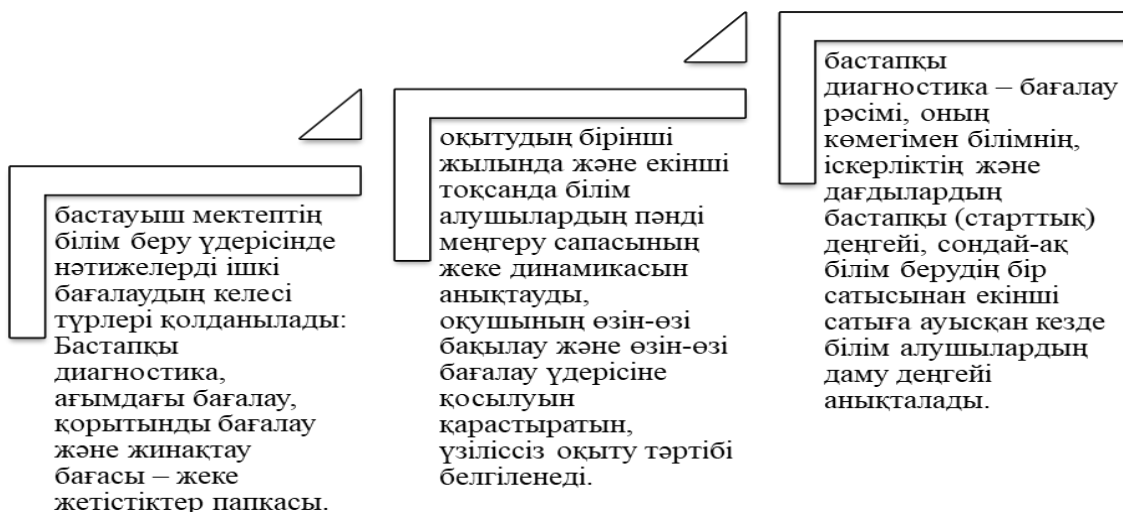 бастауыш мектептің
білім беру үдерісінде
нәтижелерді ішкі
бағалаудың келесі
түрлері қолданылады:
Бастапқы
диагностика,
ағымдағы бағалау,
қорытынды бағалау
және жинақтау
бағасы – жеке
жетістіктер папкасы.
оқытудың бірінші
жылында және екінші
тоқсанда білім
алушылардың пәнді
меңгеру сапасының
жеке динамикасын
анықтауды,
оқушының өзін-өзі
бақылау және өзін-өзі
бағалау үдерісіне
қосылуын
қарастыратын,
үзіліссіз оқыту тәртібі
белгіленеді.
бастапқы
диагностика – бағалау
рәсімі, оның
көмегімен білімнің,
іскерліктің және
дағдылардың
бастапқы (старттық)
деңгейі, сондай-ақ
білім берудің бір
сатысынан екінші
сатыға ауысқан кезде
білім алушылардың
даму деңгейі
анықталады.